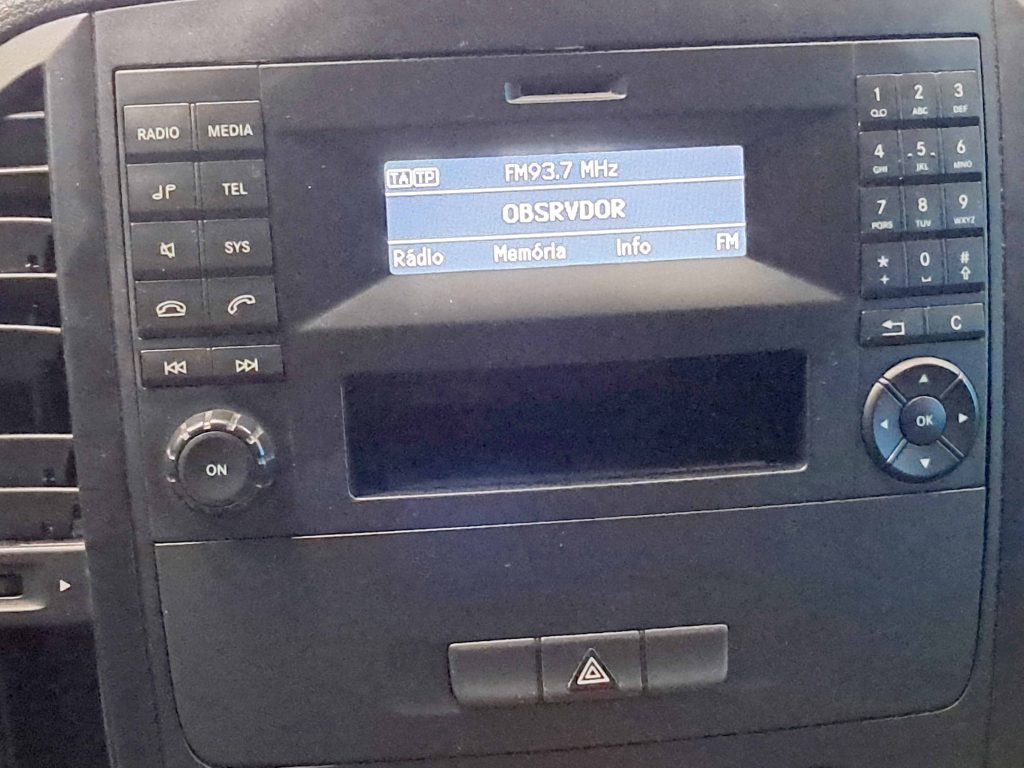 RADIO MEDIA
TEL
SYS
ON
TA TP FM93.7 MHz
OBSRVDOR
Rádio Memória Info FM
1 2 ABC 3 DEF
4 GHI 5 JKL 6 MNO
7 PQRS 8 TUV 9 WXYZ
* + 0 #
C
OK